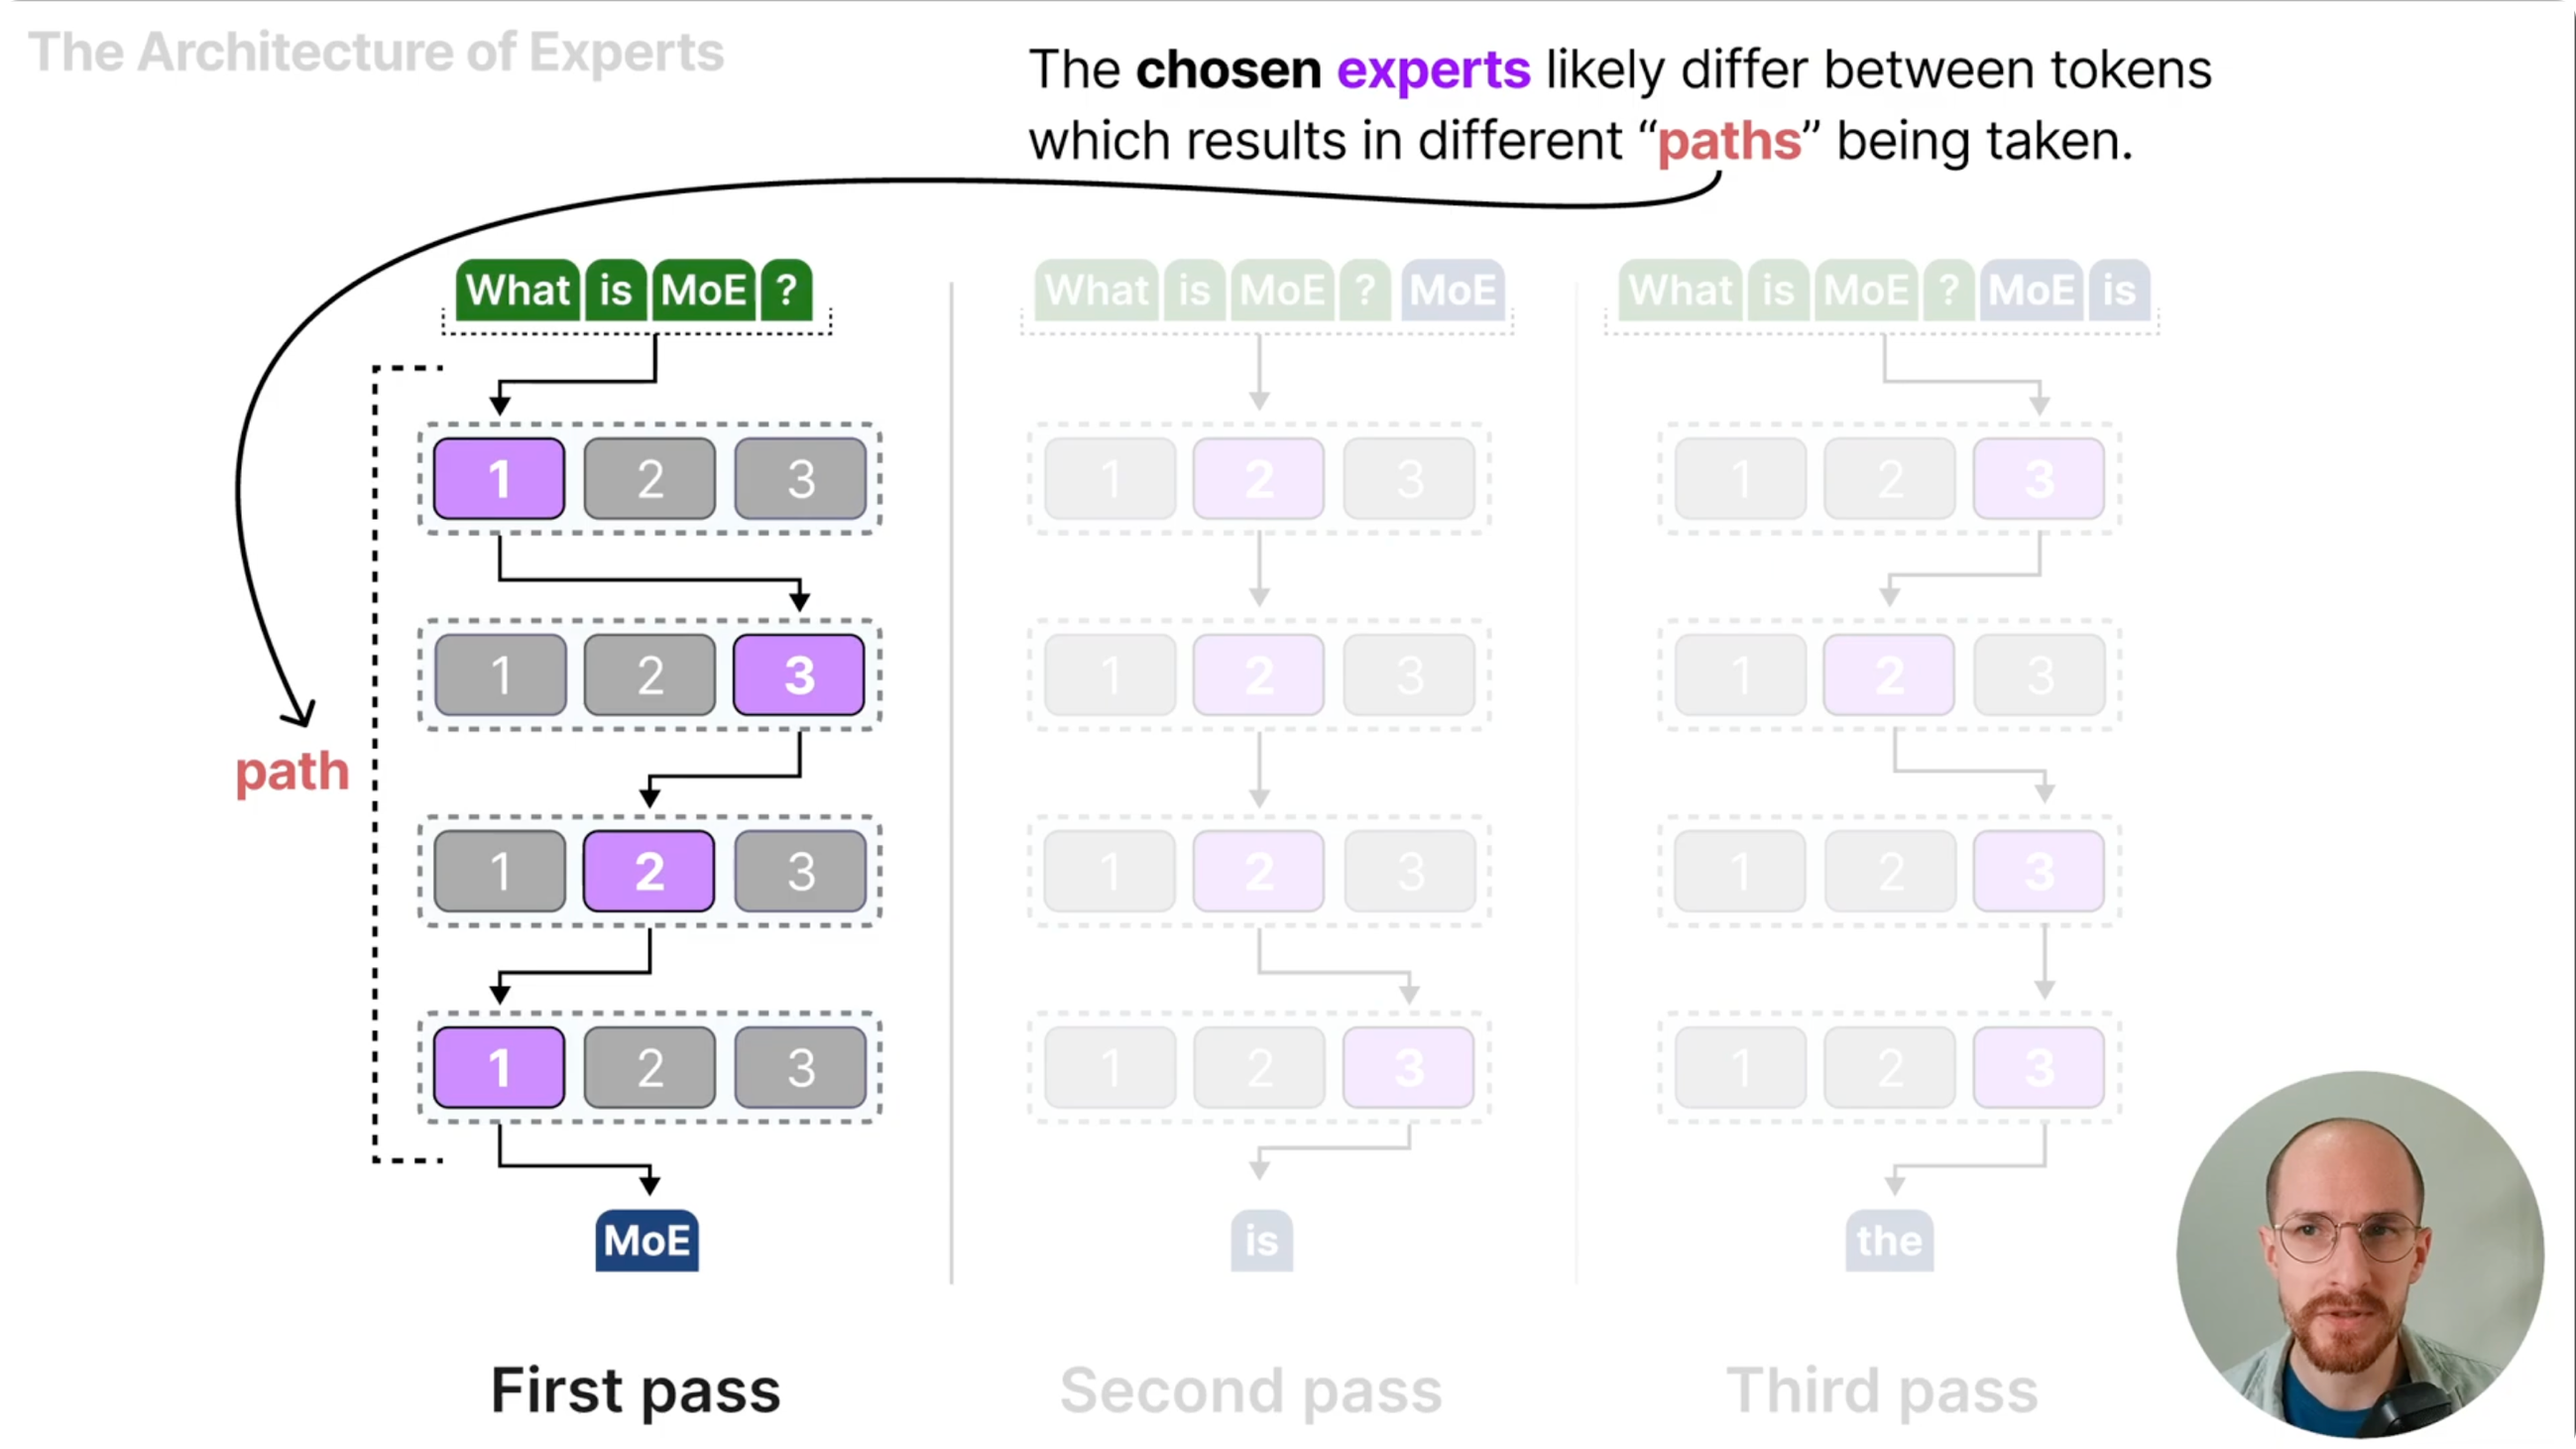 The Architecture of Experts
The chosen experts likely differ between tokens
which results in different “paths” being taken.
What is MoE ?
1 2 3
1 2 3
path
1 2 3
1 2 3
MoE
First pass
What is MoE ? MoE
1 2 3
1 2 3
1 2 3
1 2 3
is
Second pass
What is MoE ? MoE is
1 2 3
1 2 3
1 2 3
1 2 3
the
Third pass